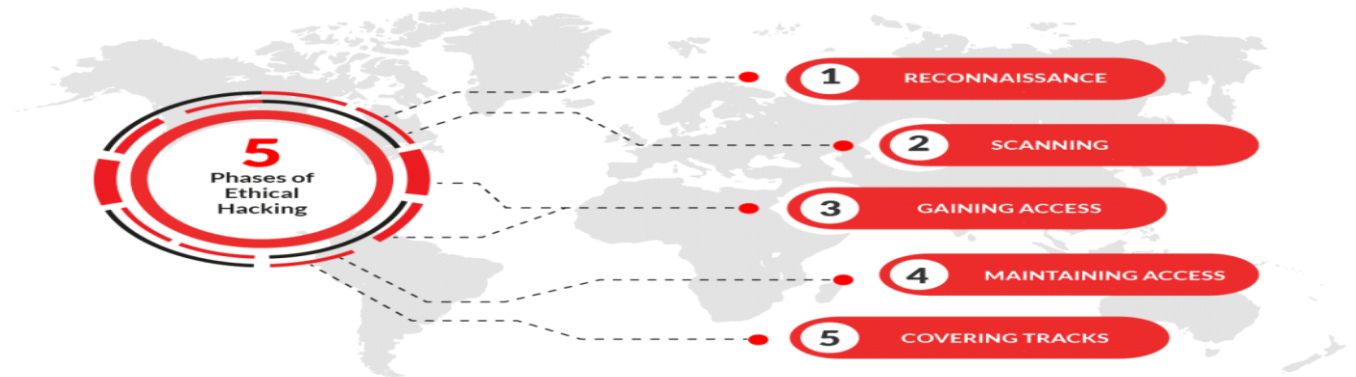 5
Phases of
Ethical
Hacking
1 RECONNAISSANCE
2 SCANNING
3 GAINING ACCESS
4 MAINTAINING ACCESS
5 COVERING TRACKS